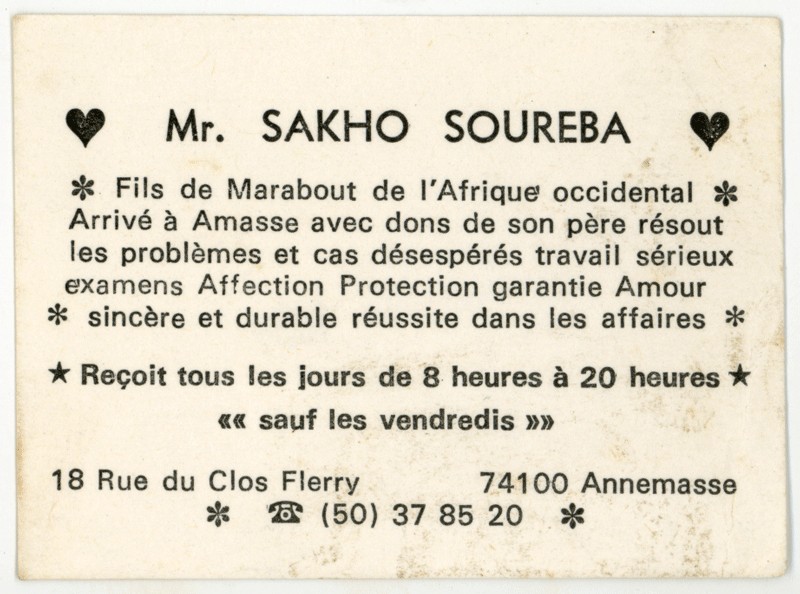 ♥ Mr. SAKHO SOUREBA ♥
✻ Fils de Marabout de l'Afrique occidental ✻
Arrivé à Amasse avec dons de son père résout
les problèmes et cas désespérés travail sérieux
examens Affection Protection garantie Amour
✻ sincère et durable réussite dans les affaires ✻
★ Reçoit tous les jours de 8 heures à 20 heures ★
«« sauf les vendredis »»
18 Rue du Clos Flerry 74100 Annemasse
✻ ☎ (50) 37 85 20 ✻